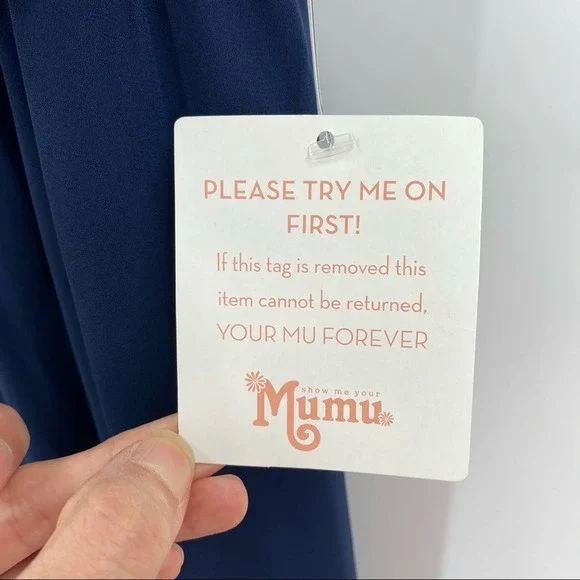 PLEASE TRY ME ON
FIRST!
If this tag is removed this
item cannot be returned,
YOUR MU FOREVER
show me your
Mumu